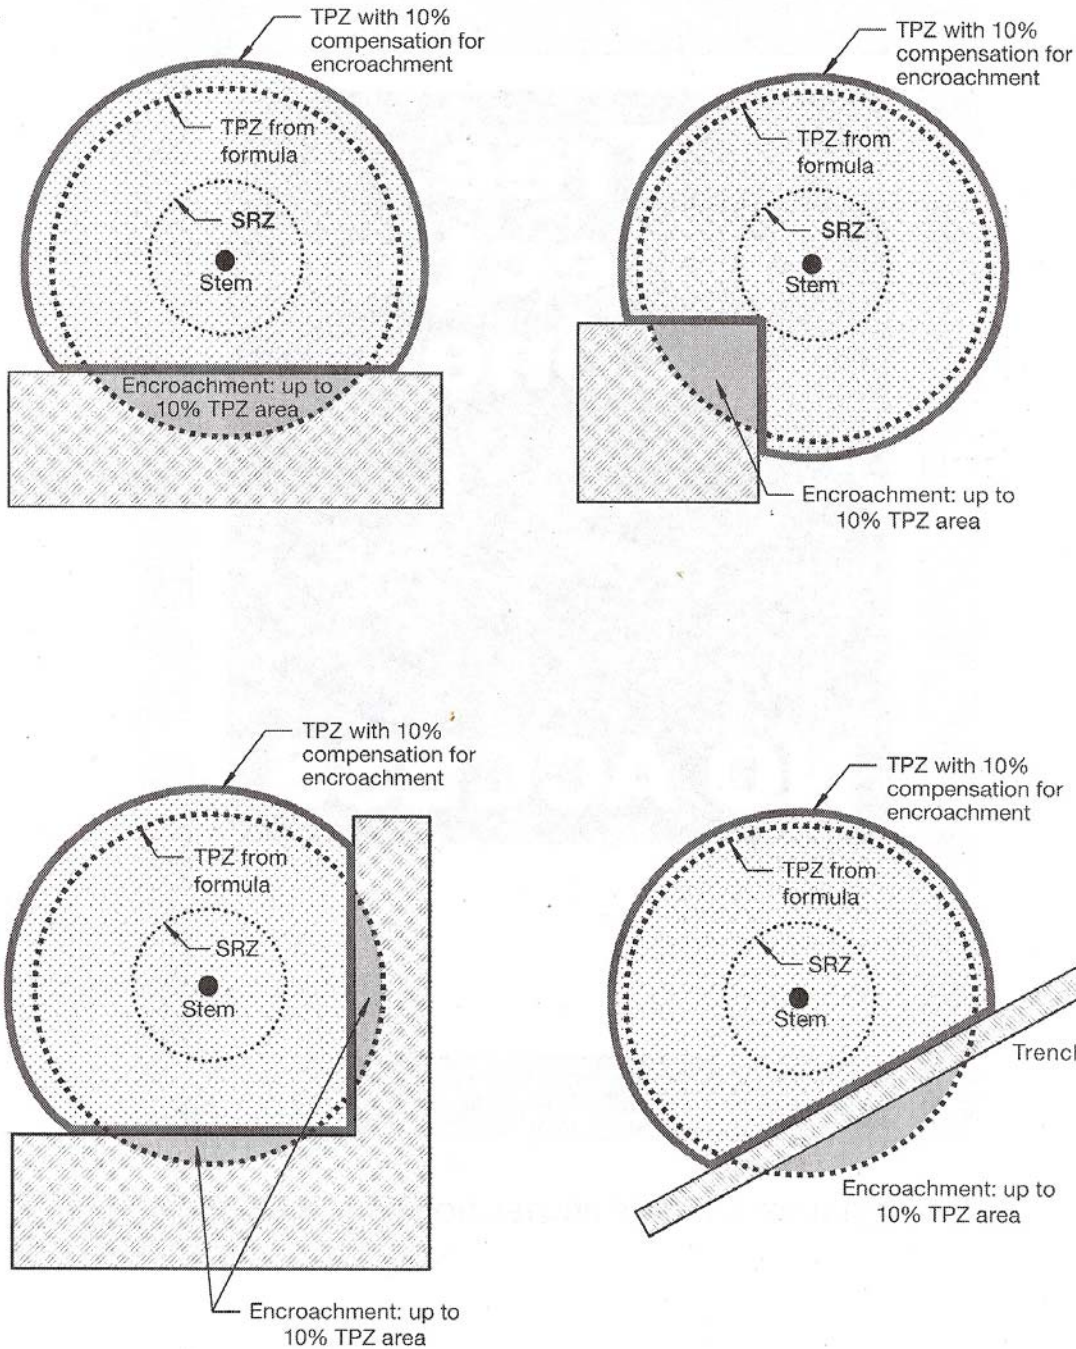 TPZ with 10%
compensation for
encroachment
TPZ from
formula
SRZ
Stem
Encroachment: up to
10% TPZ area
TPZ with 10%
compensation for
encroachment
TPZ from
formula
SRZ
Stem
Encroachment: up to
10% TPZ area
TPZ with 10%
compensation for
encroachment
TPZ from
formula
SRZ
Stem
Encroachment: up to
10% TPZ area
TPZ with 10%
compensation for
encroachment
TPZ from
formula
SRZ
Stem
Encroachment: up to
10% TPZ area